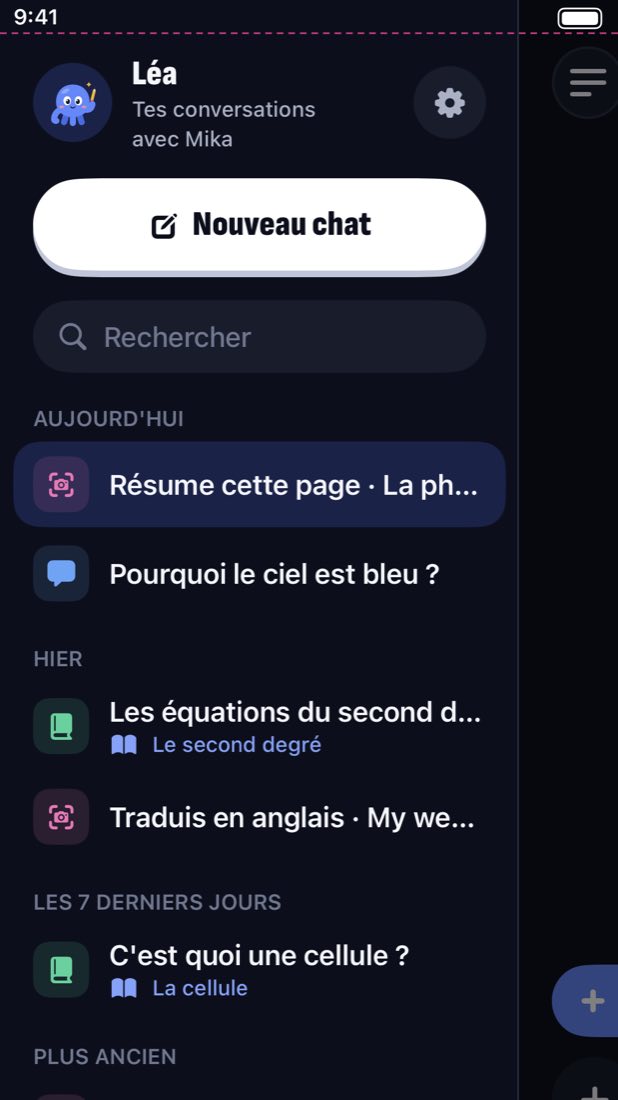 9:41
Léa
Tes conversations
avec Mika
Nouveau chat
Rechercher
AUJOURD'HUI
Résume cette page · La ph...
Pourquoi le ciel est bleu ?
HIER
Les équations du second d...
Le second degré
Traduis en anglais · My we...
LES 7 DERNIERS JOURS
C'est quoi une cellule ?
La cellule
PLUS ANCIEN